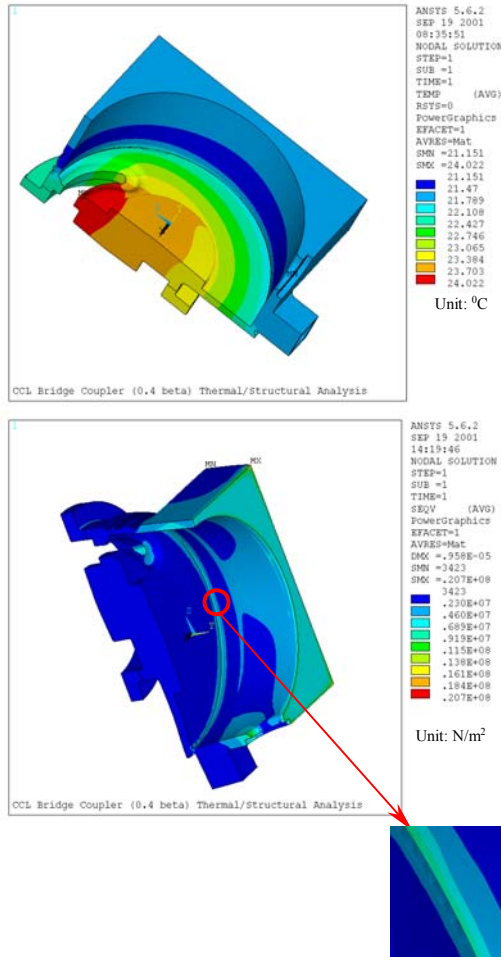 1
ANSYS 5.6.2
SEP 19 2001
08:35:51
NODAL SOLUTION
STEP=1
SUB =1
TIME=1
TEMP (AVG)
RSYS=0
PowerGraphics
EFACET=1
AVRES=Mat
SMN =21.151
SMX =24.022
21.151
21.47
21.789
22.108
22.427
22.746
23.065
23.384
23.703
24.022
Unit: ⁰C
CCL Bridge Coupler (0.4 beta) Thermal/Structural Analysis
1
ANSYS 5.6.2
SEP 19 2001
14:19:46
NODAL SOLUTION
STEP=1
SUB =1
TIME=1
SEQV (AVG)
PowerGraphics
EFACET=1
AVRES=Mat
DMX =.958E-05
SMN =3423
SMX =.207E+08
3423
.230E+07
.460E+07
.689E+07
.919E+07
.115E+08
.138E+08
.161E+08
.184E+08
.207E+08
MN MX
Unit: N/m²
CCL Bridge Coupler (0.4 beta) Thermal/Structural Analysis